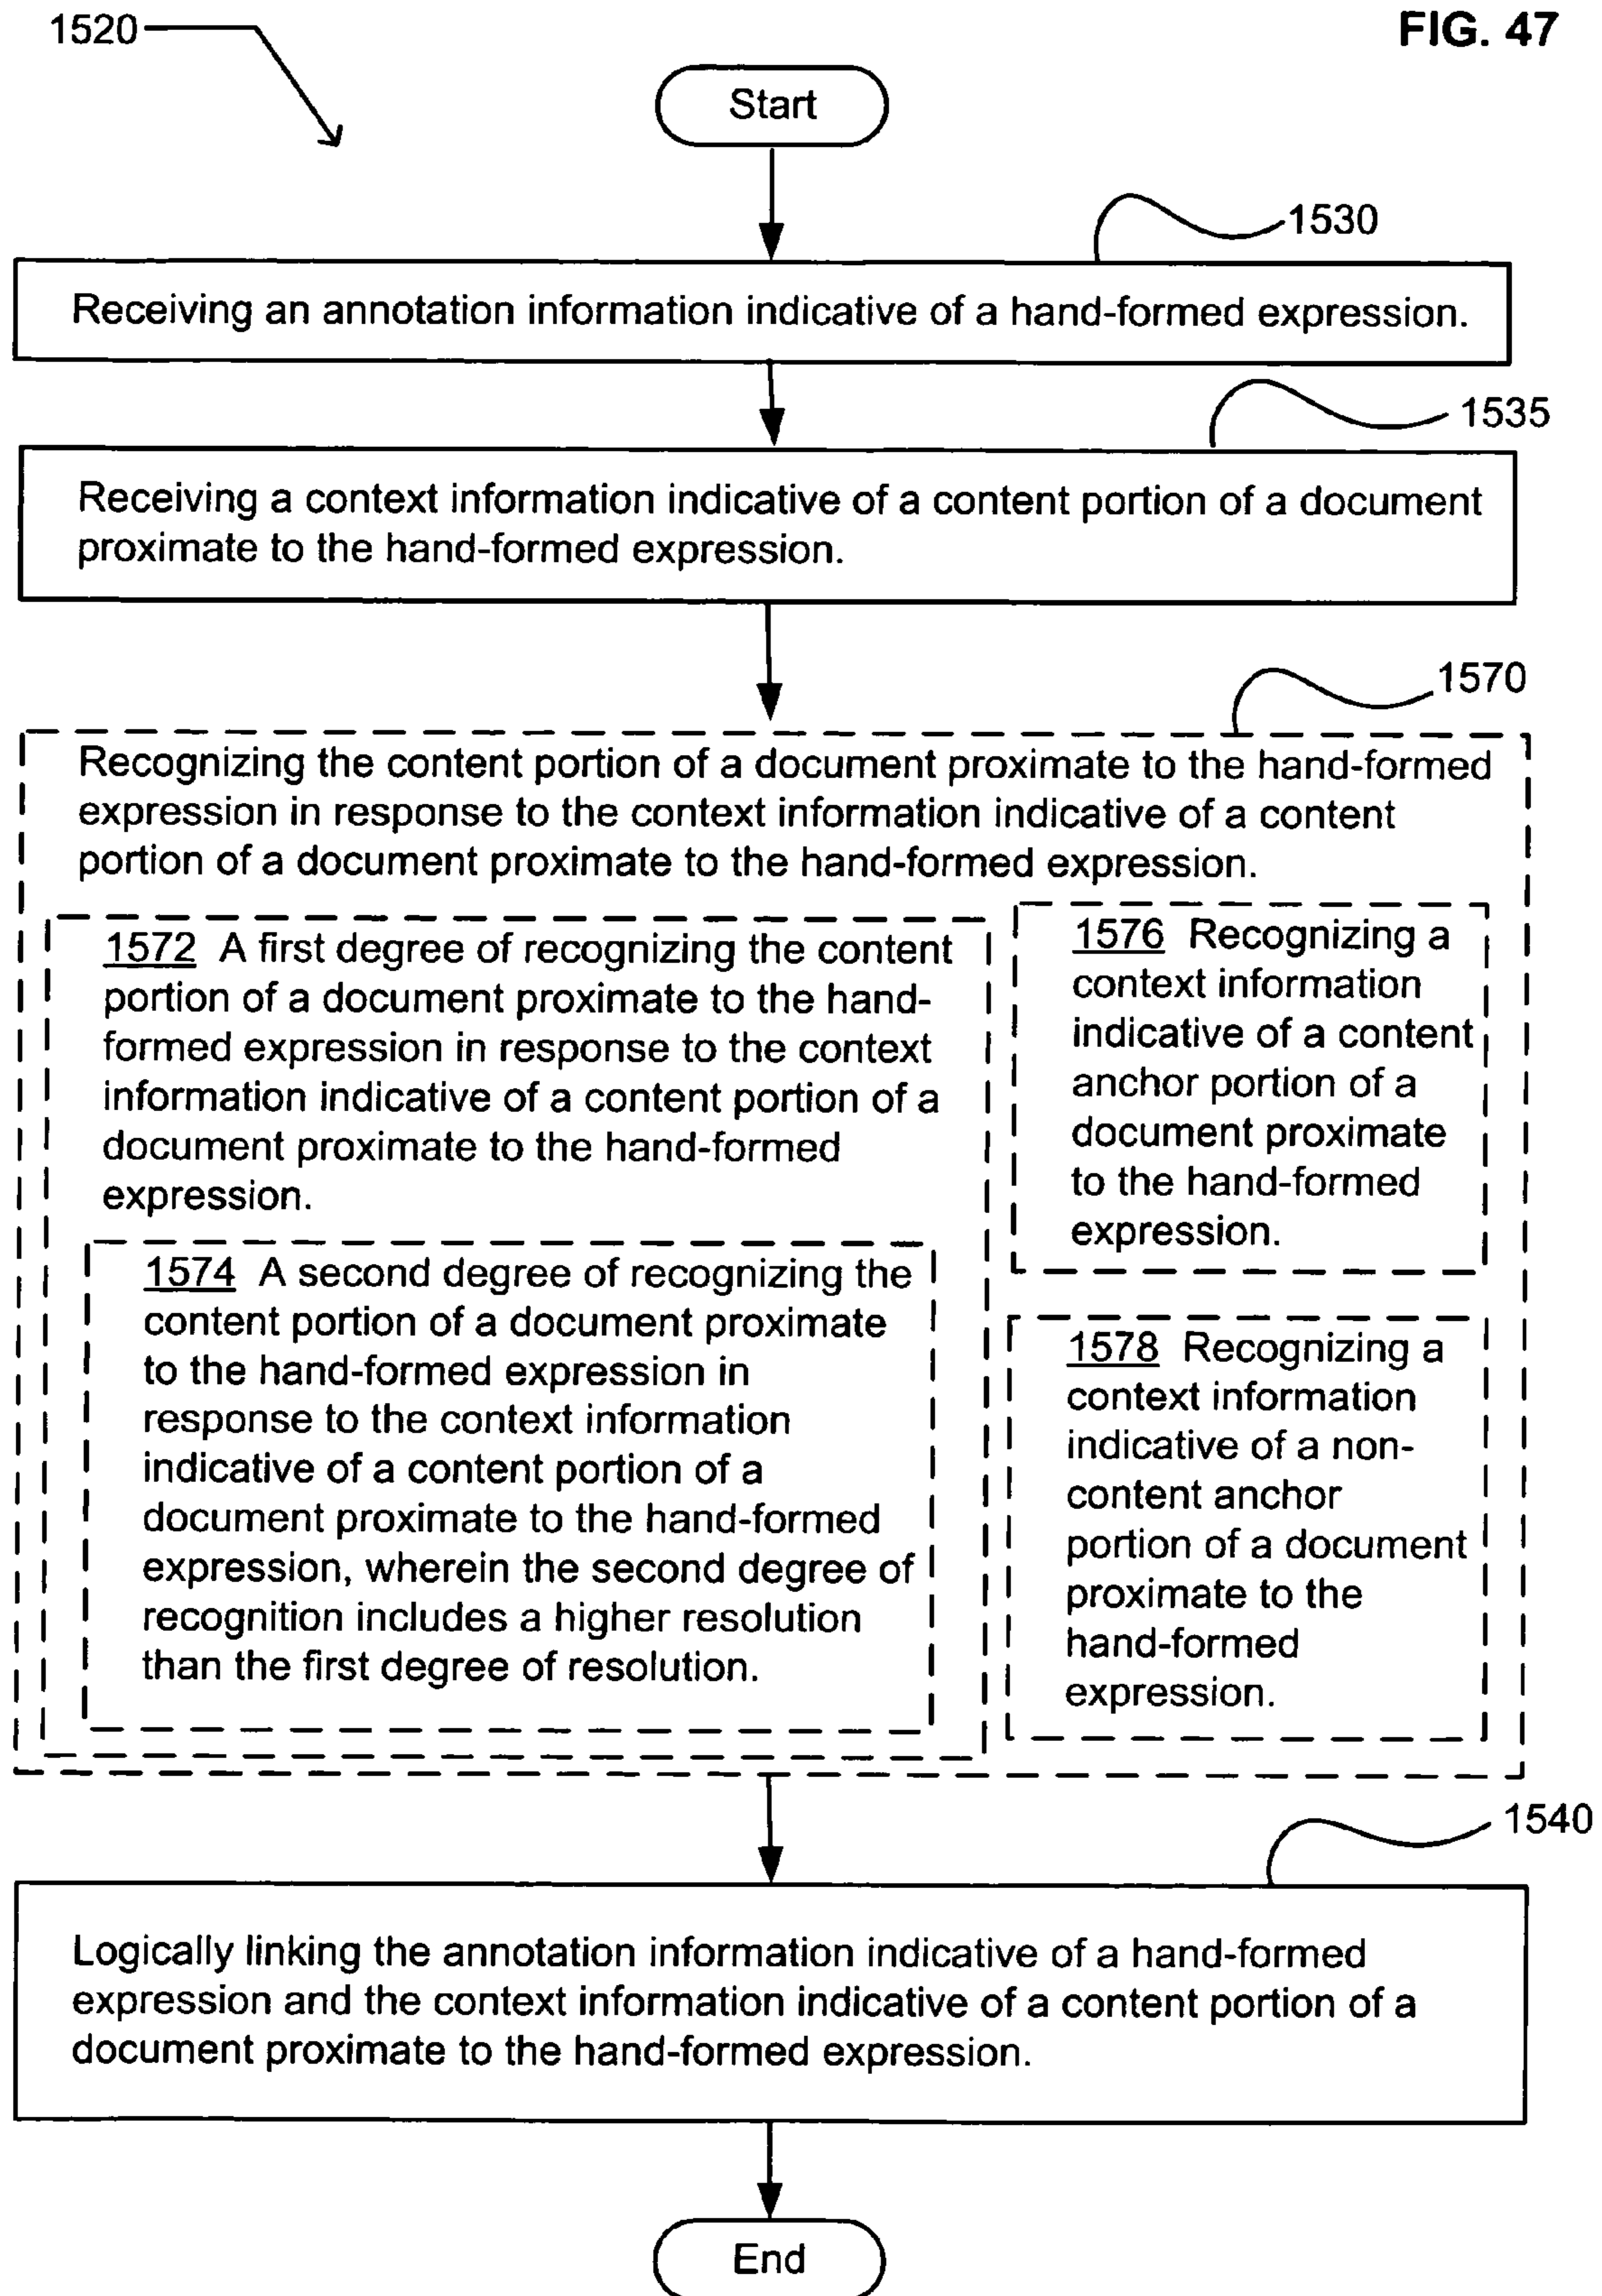 1520
FIG. 47
Start
1530
Receiving an annotation information indicative of a hand-formed expression.
1535
Receiving a context information indicative of a content portion of a document
proximate to the hand-formed expression.
1570
Recognizing the content portion of a document proximate to the hand-formed
expression in response to the context information indicative of a content
portion of a document proximate to the hand-formed expression.
1572 A first degree of recognizing the content
portion of a document proximate to the hand-
formed expression in response to the context
information indicative of a content portion of a
document proximate to the hand-formed
expression.
1574 A second degree of recognizing the
content portion of a document proximate
to the hand-formed expression in
response to the context information
indicative of a content portion of a
document proximate to the hand-formed
expression, wherein the second degree of
recognition includes a higher resolution
than the first degree of resolution.
1576 Recognizing a
context information
indicative of a content
anchor portion of a
document proximate
to the hand-formed
expression.
1578 Recognizing a
context information
indicative of a non-
content anchor
portion of a document
proximate to the
hand-formed
expression.
1540
Logically linking the annotation information indicative of a hand-formed
expression and the context information indicative of a content portion of a
document proximate to the hand-formed expression.
End